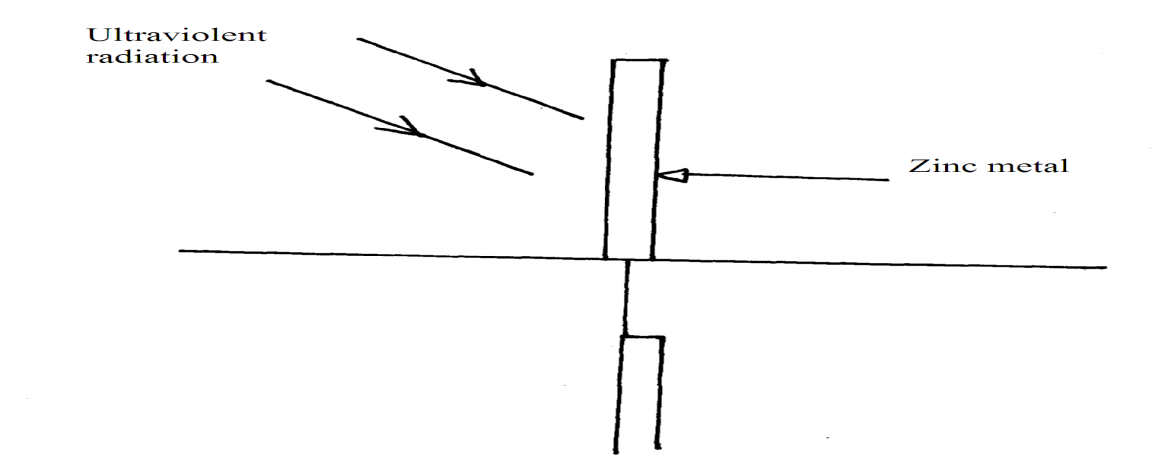 Ultraviolent
radiation
Zinc metal